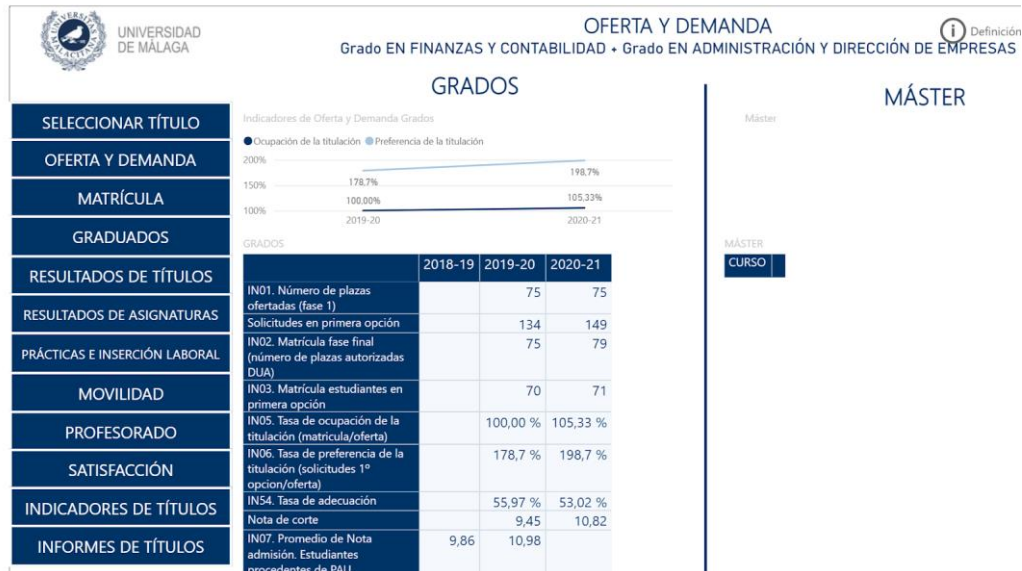 UNIVERSIDAD
DE MÁLAGA
OFERTA Y DEMANDA
Grado EN FINANZAS Y CONTABILIDAD + Grado EN ADMINISTRACIÓN Y DIRECCIÓN DE EMPRESAS
i Definición
SELECCIONAR TÍTULO
OFERTA Y DEMANDA
MATRÍCULA
GRADUADOS
RESULTADOS DE TÍTULOS
RESULTADOS DE ASIGNATURAS
PRÁCTICAS E INSERCIÓN LABORAL
MOVILIDAD
PROFESORADO
SATISFACCIÓN
INDICADORES DE TÍTULOS
INFORMES DE TÍTULOS
GRADOS
Indicadores de Oferta y Demanda Grados
Ocupación de la titulación Preferencia de la títulación
200%
150%
100%
178,7%
198,7%
100,00%
105,33%
2019-20 2020-21
GRADOS
2018-19 2019-20 2020-21
IN01. Número de plazas
ofertadas (fase 1) 75 75
Solicitudes en primera opción 134 149
IN02. Matrícula fase final
(número de plazas autorizadas
DUA) 75 79
IN03. Matrícula estudiantes en
primera opción 70 71
IN05. Tasa de ocupación de la
titulación (matricula/oferta) 100,00 % 105,33 %
IN06. Tasa de preferencia de la
titulación (solicitudes 1º
opcion/oferta) 178,7 % 198,7 %
IN54. Tasa de adecuación 55,97 % 53,02 %
Nota de corte 9,45 10,82
IN07. Promedio de Nota
admisión. Estudiantes
procedentes de PAU 9,86 10,98
MÁSTER
Máster
MÁSTER
CURSO